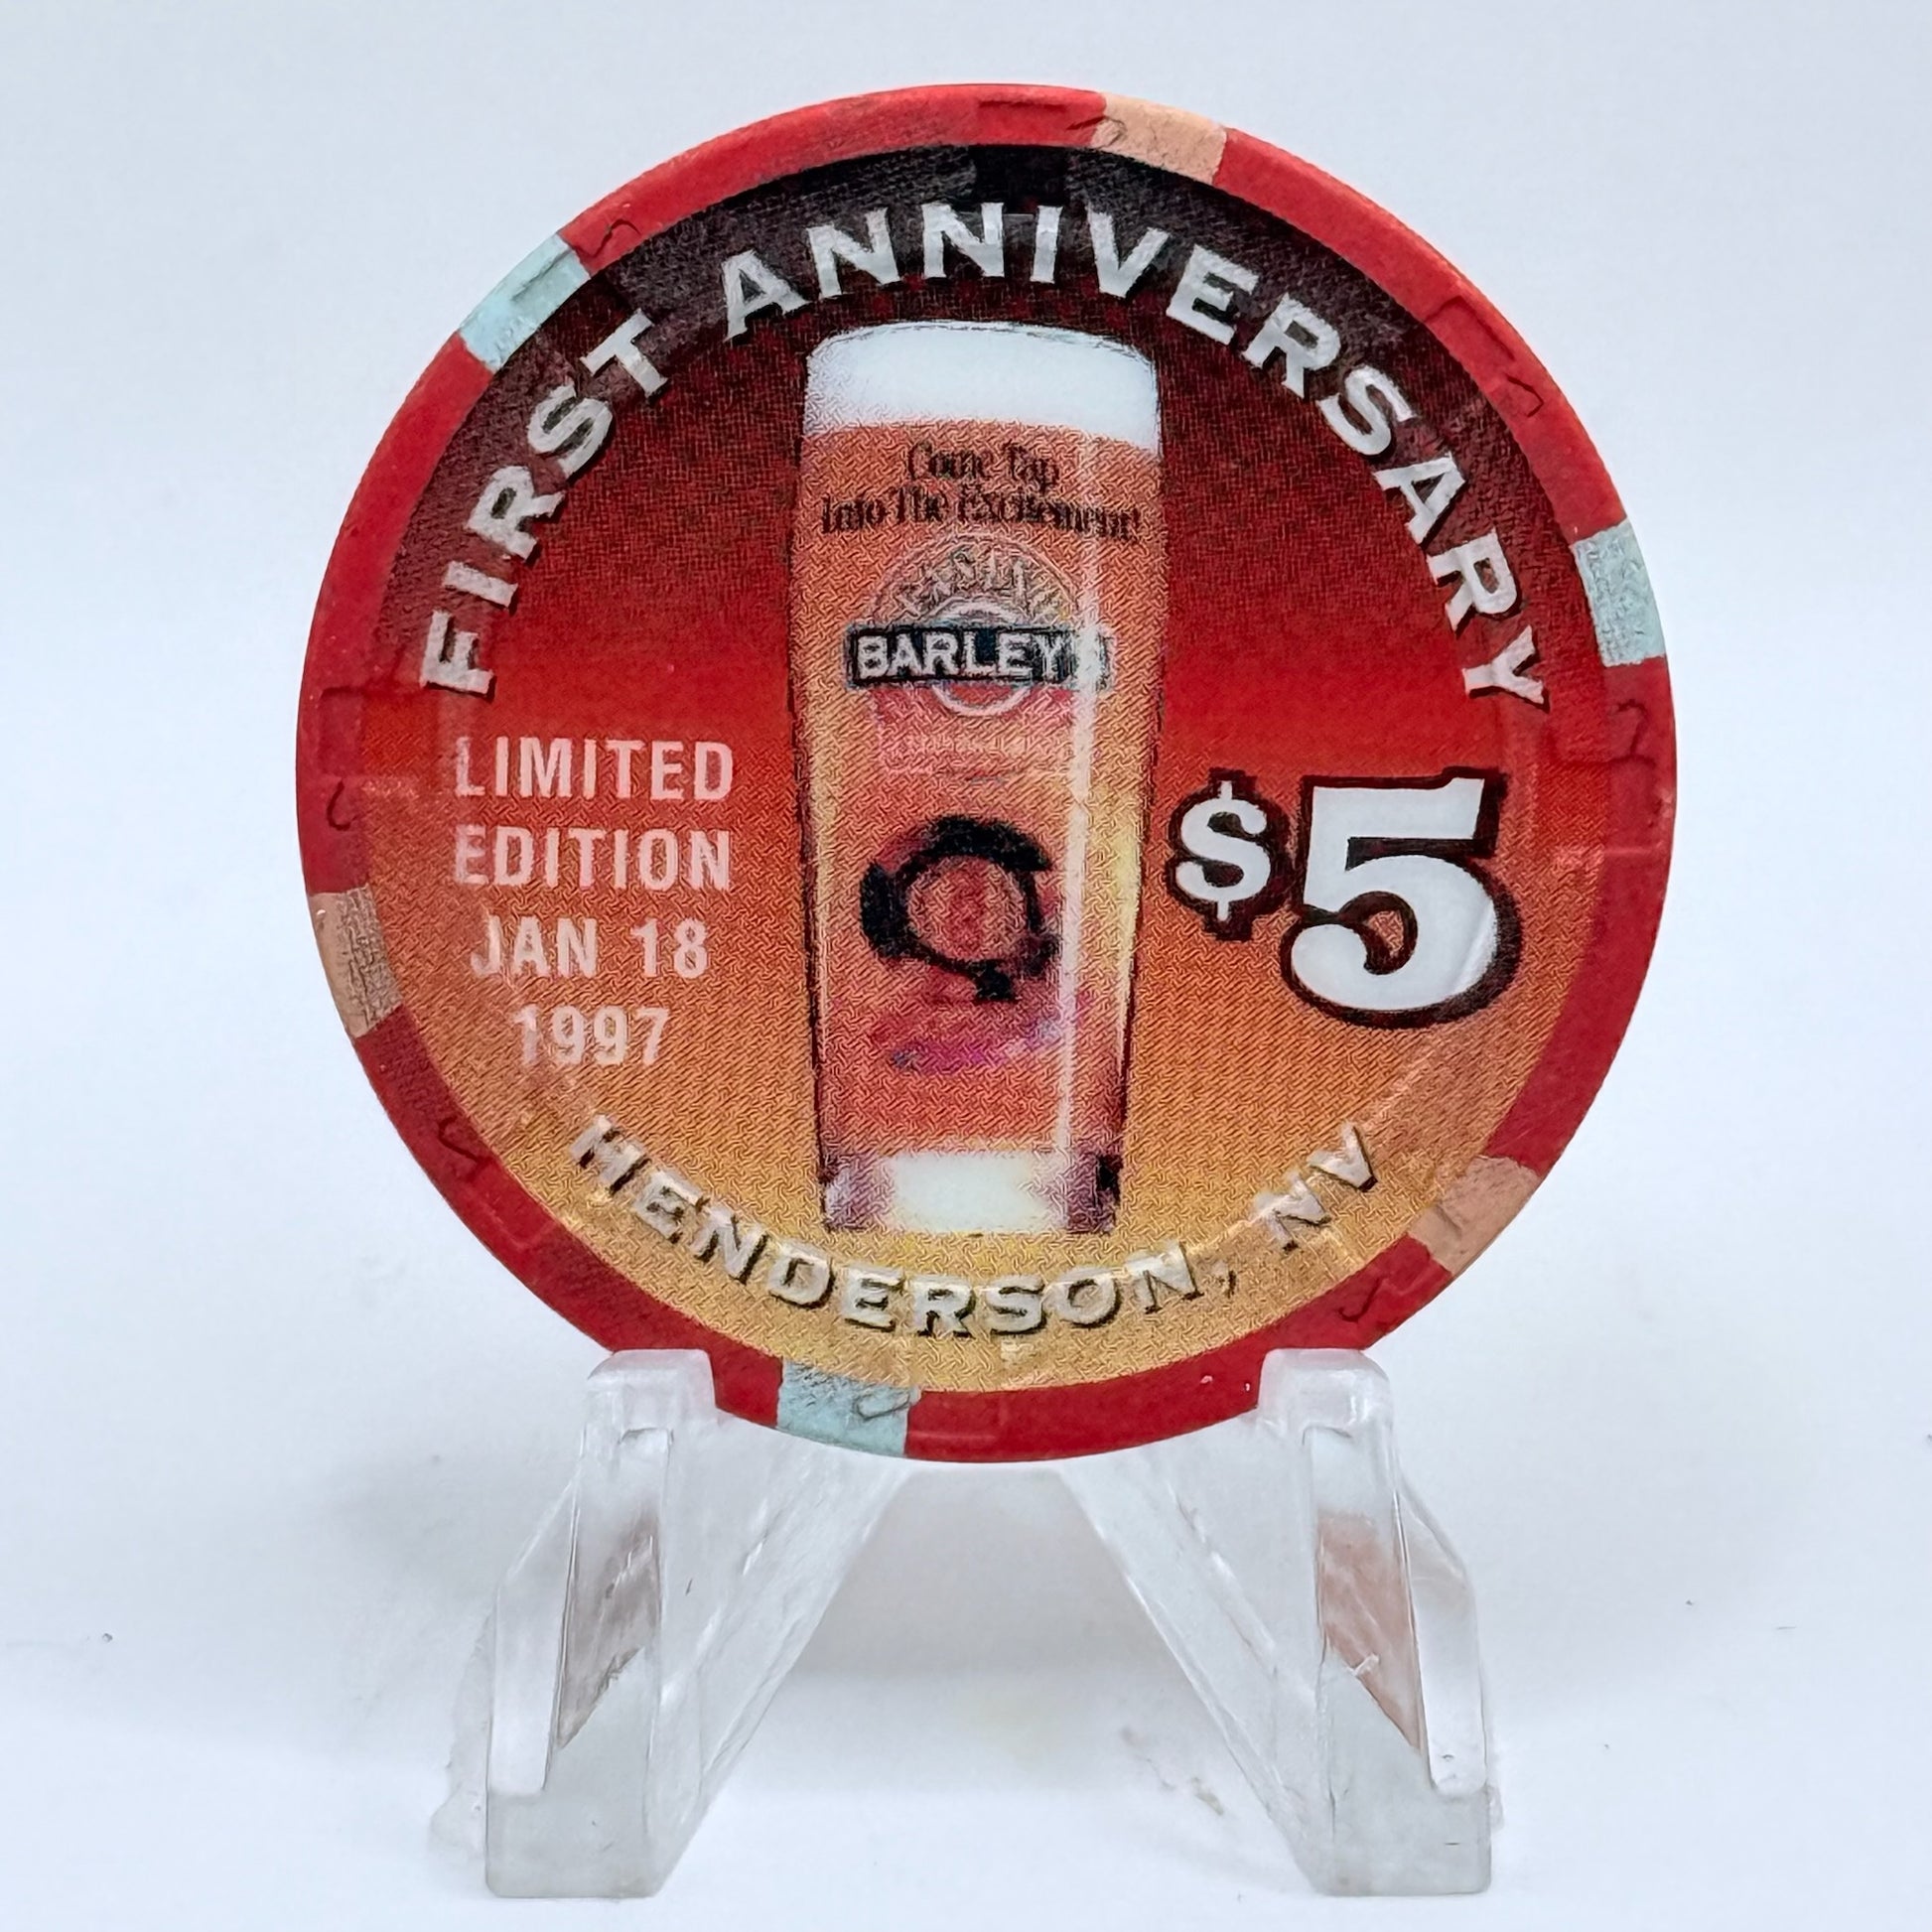 FIRST ANNIVERSARY
Come Tap
Into The Excitement!
BARLEY'S
LIMITED
EDITION
JAN 18
1997
$5
HENDERSON, NV